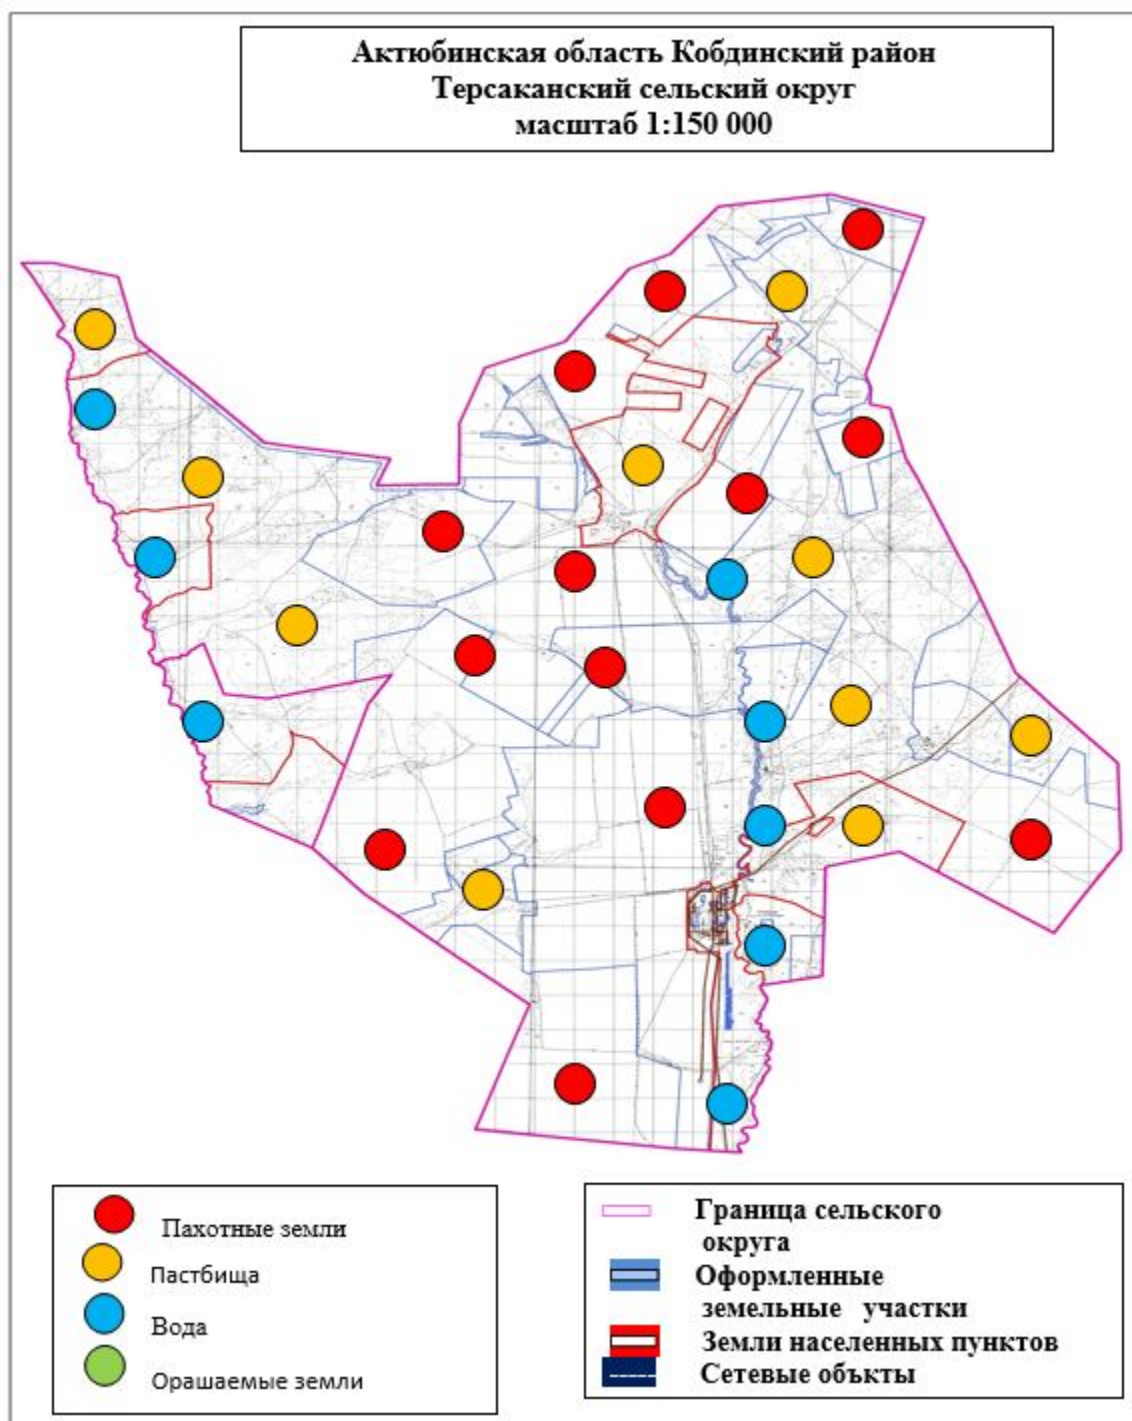 Актюбинская область Кобдинский район
Терсаканский сельский округ
масштаб 1:150 000
Пахотные земли
Пастбища
Вода
Орашаемые земли
Граница сельского
округа
Оформленные
земельные участки
Земли населенных пунктов
Сетевые объкты